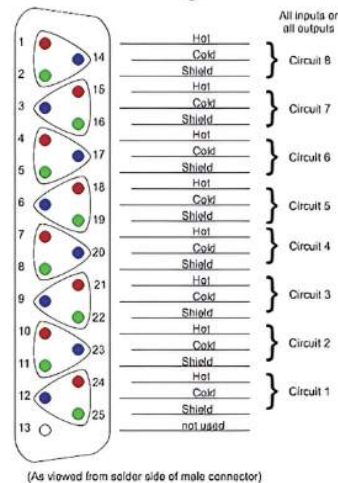 All inputs or
all outputs
1
Hot
14
Cold
Circuit 8
2
Shield
15
Hot
3
Cold
Circuit 7
16
Shield
4
Hot
17
Cold
Circuit 6
5
Shield
18
Hot
6
Cold
Circuit 5
19
Shield
7
Hot
20
Cold
Circuit 4
8
Shield
21
Hot
9
Cold
Circuit 3
22
Shield
10
Hot
23
Cold
Circuit 2
11
Shield
24
Hot
12
Cold
Circuit 1
25
Shield
13
not used
(As viewed from solder side of male connector)